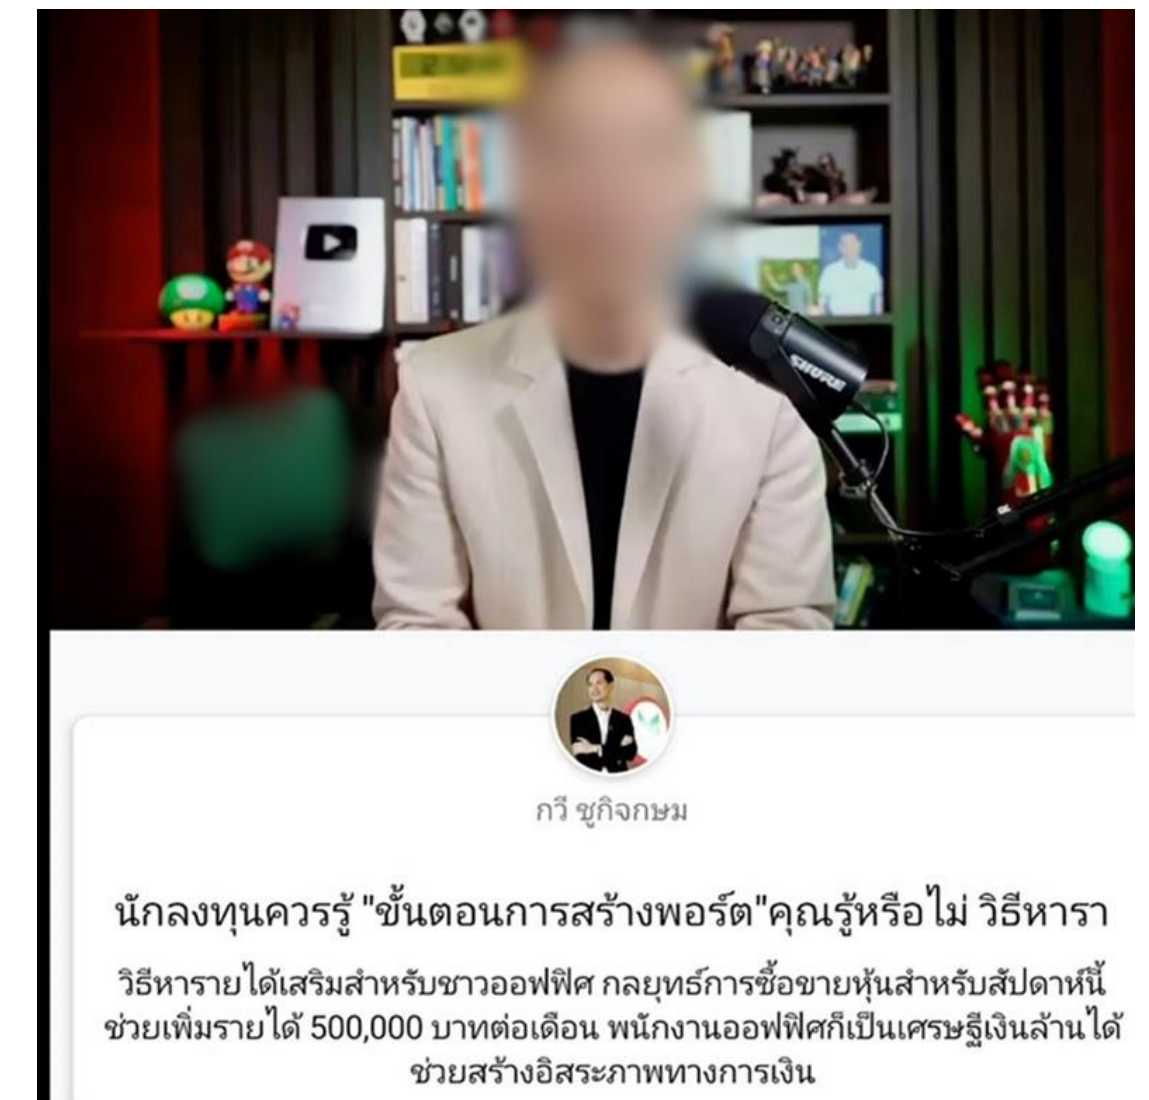 SHURE
กวี ชูกิจเกษม
นักลงทุนควรรู้ "ขั้นตอนการสร้างพอร์ต"คุณรู้หรือไม่ วิธีหารา
วิธีหารายได้เสริมสำหรับชาวออฟฟิศ กลยุทธ์การซื้อขายหุ้นสำหรับสัปดาห์นี้
ช่วยเพิ่มรายได้ 500,000 บาทต่อเดือน พนักงานออฟฟิศก็เป็นเศรษฐีเงินล้านได้
ช่วยสร้างอิสระภาพทางการเงิน